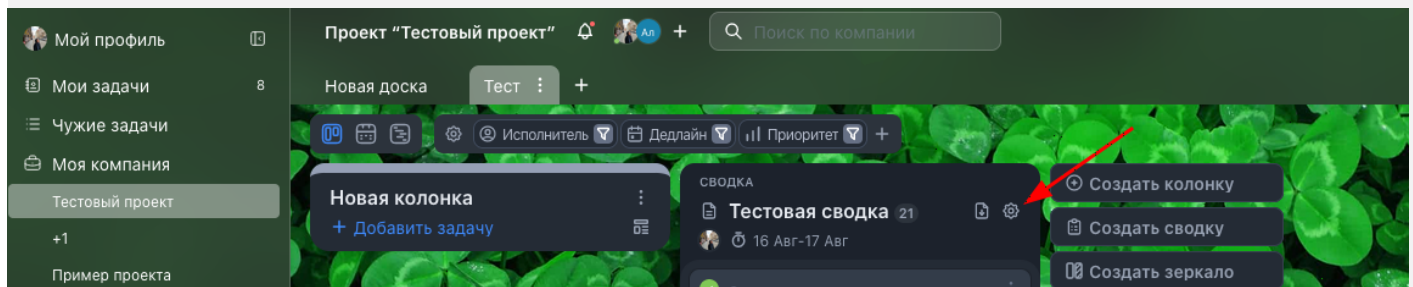 Мой профиль
Мои задачи 8
Чужие задачи
Моя компания
Тестовый проект
+1
Пример проекта
Проект “Тестовый проект” Ал + Поиск по компании
Новая доска Тест +
Исполнитель Дедлайн Приоритет +
Новая колонка
+ Добавить задачу
СВОДКА
Тестовая сводка 21
16 Авг-17 Авг
Создать колонку
Создать сводку
Создать зеркало